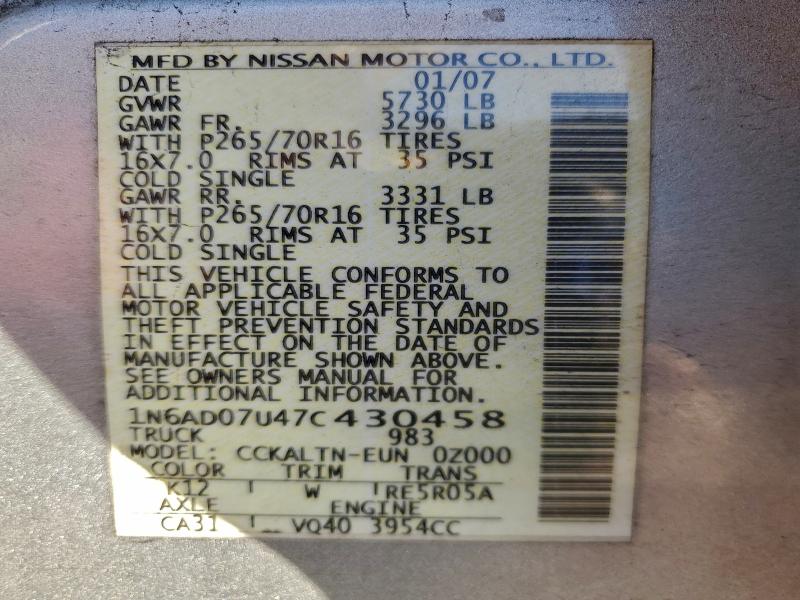 MFD BY NISSAN MOTOR CO., LTD.
DATE 01/07
GVWR 5730 LB
GAWR FR. 3296 LB
WITH P265/70R16 TIRES
16X7.0 RIMS AT 35 PSI
COLD SINGLE
GAWR RR. 3331 LB
WITH P265/70R16 TIRES
16X7.0 RIMS AT 35 PSI
COLD SINGLE
THIS VEHICLE CONFORMS TO
ALL APPLICABLE FEDERAL
MOTOR VEHICLE SAFETY AND
THEFT PREVENTION STANDARDS
IN EFFECT ON THE DATE OF
MANUFACTURE SHOWN ABOVE.
SEE OWNERS MANUAL FOR
ADDITIONAL INFORMATION.
1N6AD07U47C430458
TRUCK 983
MODEL: CCKALTN-EUN 0Z000
COLOR TRIM TRANS
K12 W RE5R05A
AXLE ENGINE
CA31 VQ40 3954CC